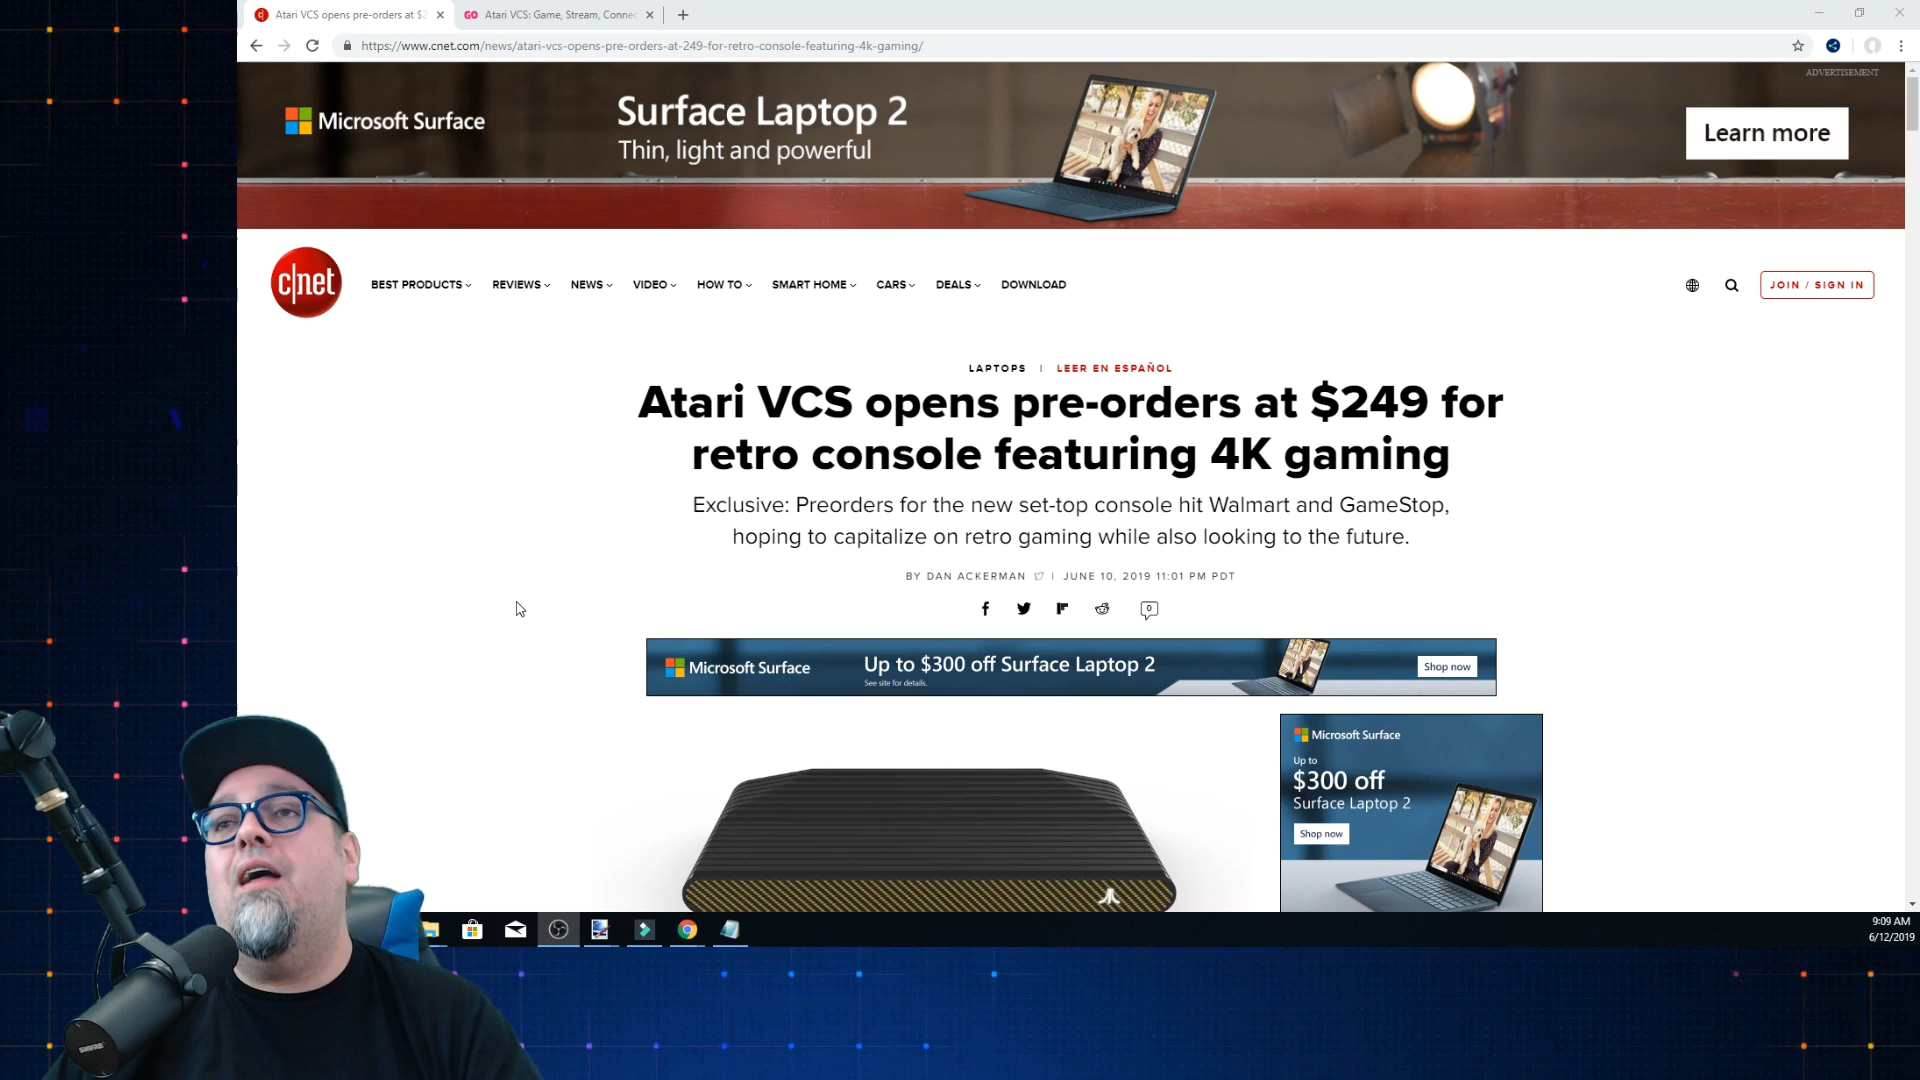 Atari VCS opens pre-orders at $2
Atari VCS: Game, Stream, Connec
https://www.cnet.com/news/atari-vcs-opens-pre-orders-at-249-for-retro-console-featuring-4k-gaming/
ADVERTISEMENT
Microsoft Surface
Surface Laptop 2
Thin, light and powerful
Learn more
c|net
BEST PRODUCTS
REVIEWS
NEWS
VIDEO
HOW TO
SMART HOME
CARS
DEALS
DOWNLOAD
JOIN / SIGN IN
LAPTOPS | LEER EN ESPAÑOL
Atari VCS opens pre-orders at $249 for
retro console featuring 4K gaming
Exclusive: Preorders for the new set-top console hit Walmart and GameStop,
hoping to capitalize on retro gaming while also looking to the future.
BY DAN ACKERMAN | JUNE 10, 2019 11:01 PM PDT
0
Microsoft Surface
Up to $300 off Surface Laptop 2
See site for details.
Shop now
Microsoft Surface
Up to
$300 off
Surface Laptop 2
Shop now
9:09 AM
6/12/2019
SHURE